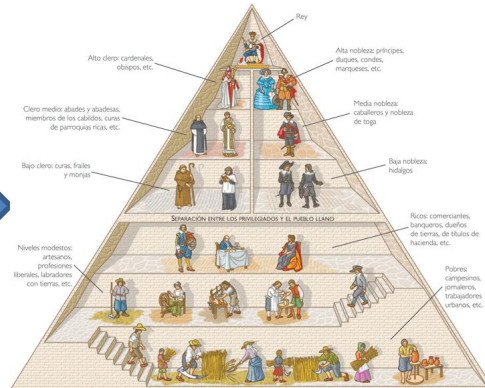 Rey
Alto clero: cardenales,
obispos, etc.
Alta nobleza: príncipes,
duques, condes,
marqueses, etc.
Clero medio: abades y abadesas,
miembros de los cabildos, curas
de parroquias ricas, etc.
Media nobleza:
caballeros y nobleza
de toga
Bajo clero: curas, frailes
y monjas
Baja nobleza:
hidalgos
SEPARACIÓN ENTRE LOS PRIVILEGIADOS Y EL PUEBLO LLANO
Ricos: comerciantes,
banqueros, dueños
de tierras, de títulos de
hacienda, etc.
Niveles modestos:
artesanos,
profesiones
liberales, labradores
con tierras, etc.
Pobres:
campesinos,
jornaleros,
trabajadores
urbanos, etc.